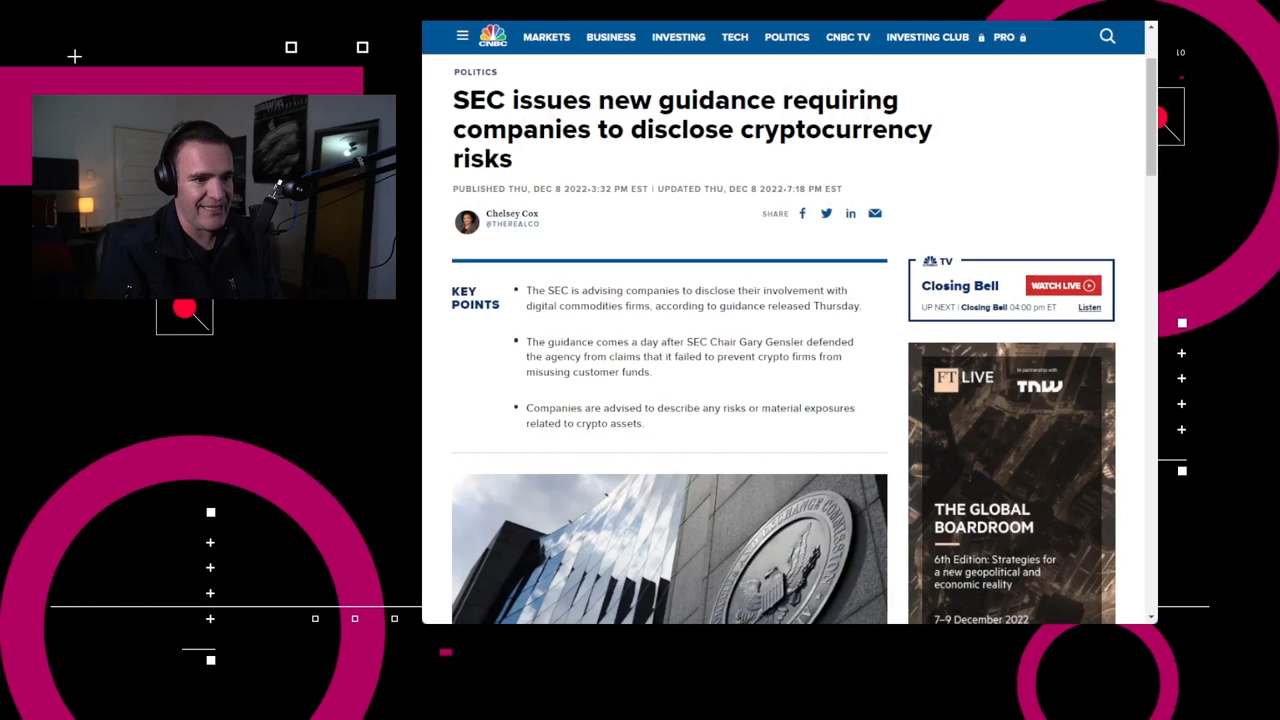 CNBC
MARKETS BUSINESS INVESTING TECH POLITICS CNBC TV INVESTING CLUB PRO
POLITICS
SEC issues new guidance requiring
companies to disclose cryptocurrency
risks
PUBLISHED THU, DEC 8 2022•3:32 PM EST | UPDATED THU, DEC 8 2022•7:18 PM EST
Chelsey Cox
@THEREALCO
SHARE
KEY
POINTS
• The SEC is advising companies to disclose their involvement with
digital commodities firms, according to guidance released Thursday.
• The guidance comes a day after SEC Chair Gary Gensler defended
the agency from claims that it failed to prevent crypto firms from
misusing customer funds.
• Companies are advised to describe any risks or material exposures
related to crypto assets.
TV
Closing Bell
WATCH LIVE
UP NEXT | Closing Bell 04:00 pm ET
Listen
FT LIVE
In partnership with
TNW
THE GLOBAL
BOARDROOM
6th Edition: Strategies for
a new geopolitical and
economic reality
7–9 December 2022
EXCHANGE COMMISSION
10